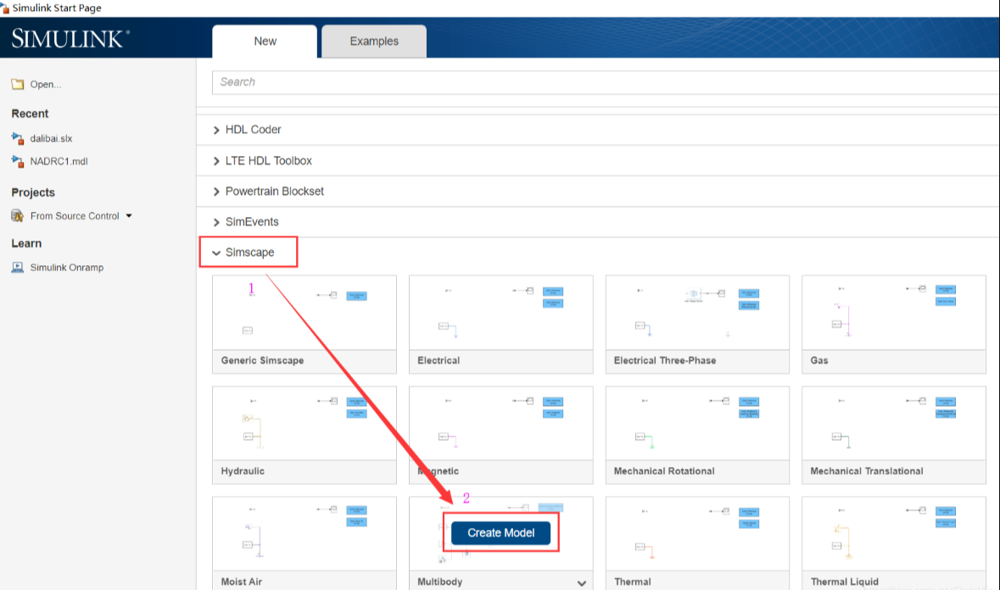 Simulink Start Page
SIMULINK®
New
Examples
Open...
Search
Recent
HDL Coder
dalibai.slx
LTE HDL Toolbox
NADRC1.mdl
Projects
Powertrain Blockset
From Source Control
SimEvents
Learn
Simscape
Simulink Onramp
1
Generic Simscape
Electrical
Electrical Three-Phase
Gas
Hydraulic
Magnetic
Mechanical Rotational
Mechanical Translational
2
Create Model
Moist Air
Multibody
Thermal
Thermal Liquid